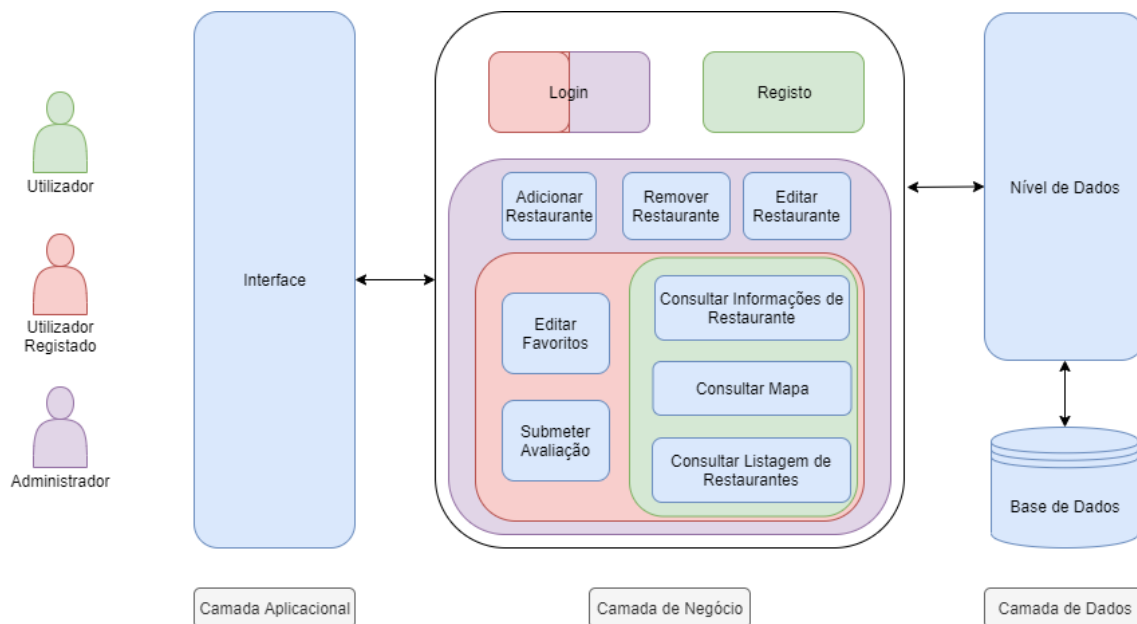 Utilizador
Utilizador
Registado
Administrador
Interface
Login
Registo
Adicionar
Restaurante
Remover
Restaurante
Editar
Restaurante
Editar
Favoritos
Submeter
Avaliação
Consultar Informações de
Restaurante
Consultar Mapa
Consultar Listagem de
Restaurantes
Nível de Dados
Base de Dados
Camada Aplicacional
Camada de Negócio
Camada de Dados